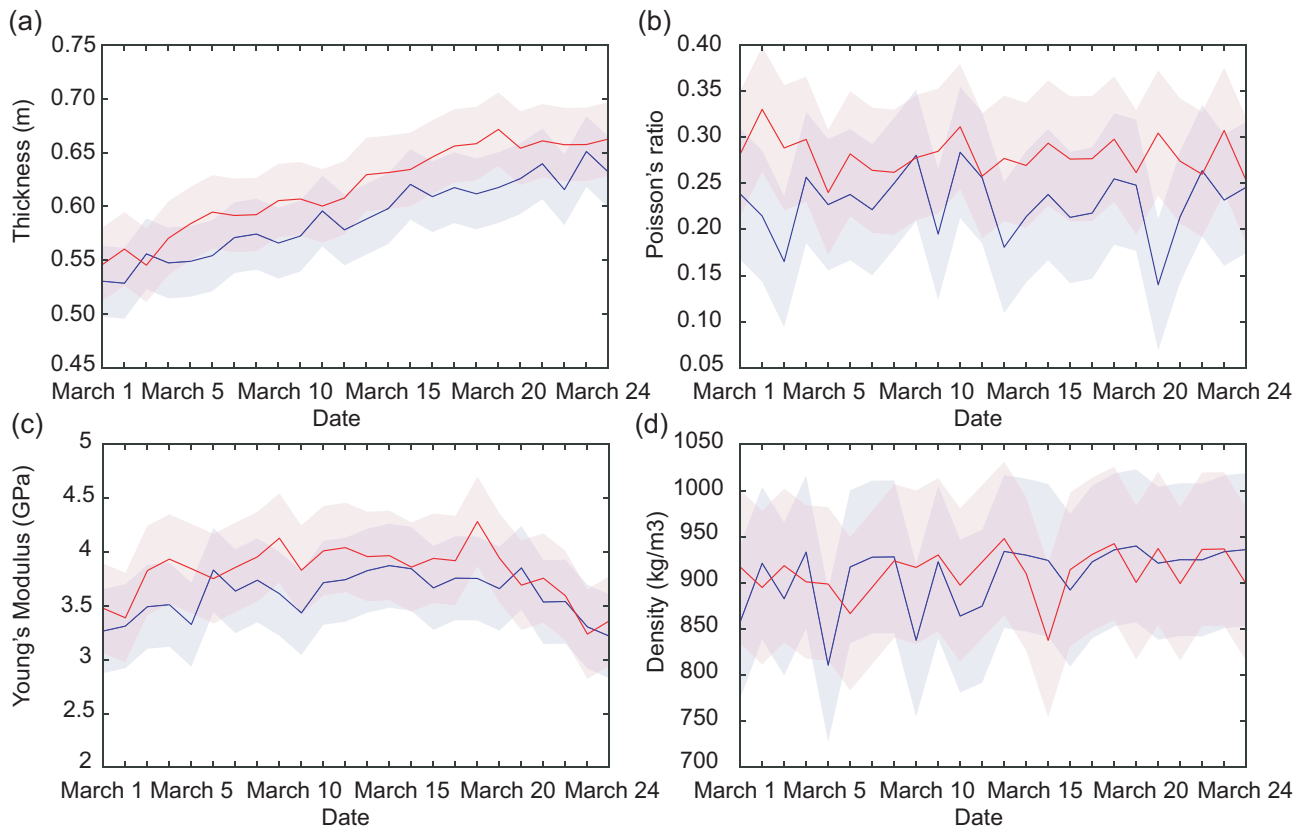 (a)
0.75
0.70
0.65
0.60
0.55
0.50
0.45
Thickness (m)
March 1 March 5 March 10 March 15 March 20 March 24
Date
(b)
0.40
0.35
0.30
0.25
0.20
0.15
0.10
0.05
Poisson's ratio
March 1 March 5 March 10 March 15 March 20 March 24
Date
(c)
5
4.5
4
3.5
3
2.5
2
Young's Modulus (GPa)
March 1 March 5 March 10 March 15 March 20 March 24
Date
(d)
1050
1000
950
900
850
800
750
700
Density (kg/m3)
March 1 March 5 March 10 March 15 March 20 March 24
Date